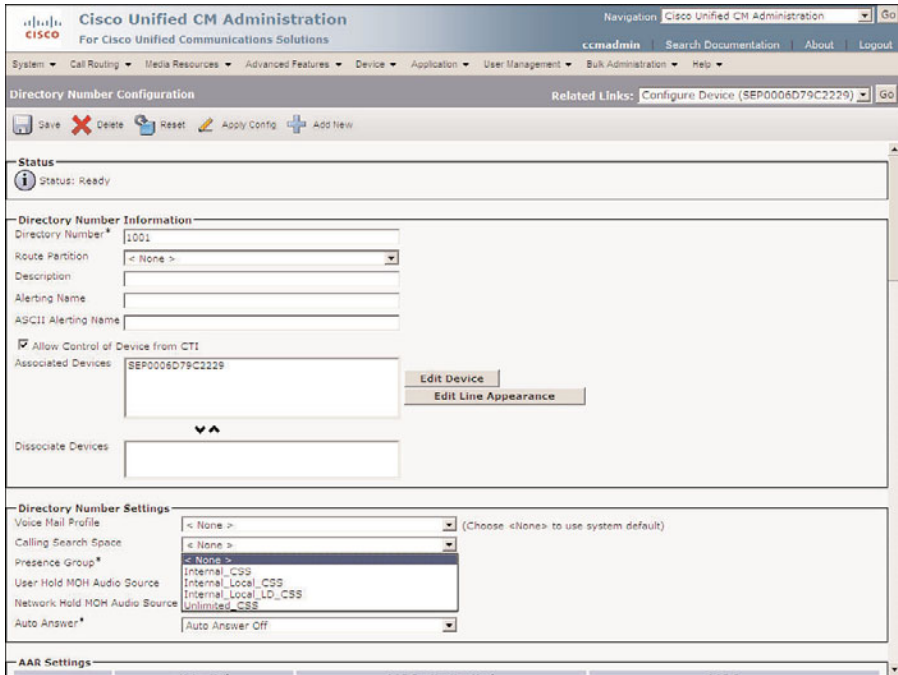 Cisco Unified CM Administration
For Cisco Unified Communications Solutions
CISCO
Navigation Cisco Unified CM Administration Go
ccmadmin | Search Documentation | About | Logout
System Call Routing Media Resources Advanced Features Device Application User Management Bulk Administration Help
Directory Number Configuration
Related Links: Configure Device (SEP0006D79C2229) Go
Save Delete Reset Apply Config Add New
Status
Status: Ready
Directory Number Information
Directory Number* 1001
Route Partition < None >
Description
Alerting Name
ASCII Alerting Name
Allow Control of Device from CTI
Associated Devices SEP0006D79C2229
Edit Device
Edit Line Appearance
Dissociate Devices
Directory Number Settings
Voice Mail Profile < None > (Choose <None> to use system default)
Calling Search Space < None >
Presence Group* < None >
Internal_CSS
User Hold MOH Audio Source Internal_Local_CSS
Internal_Local_LD_CSS
Network Hold MOH Audio Source Unlimited_CSS
Auto Answer* Auto Answer Off
AAR Settings